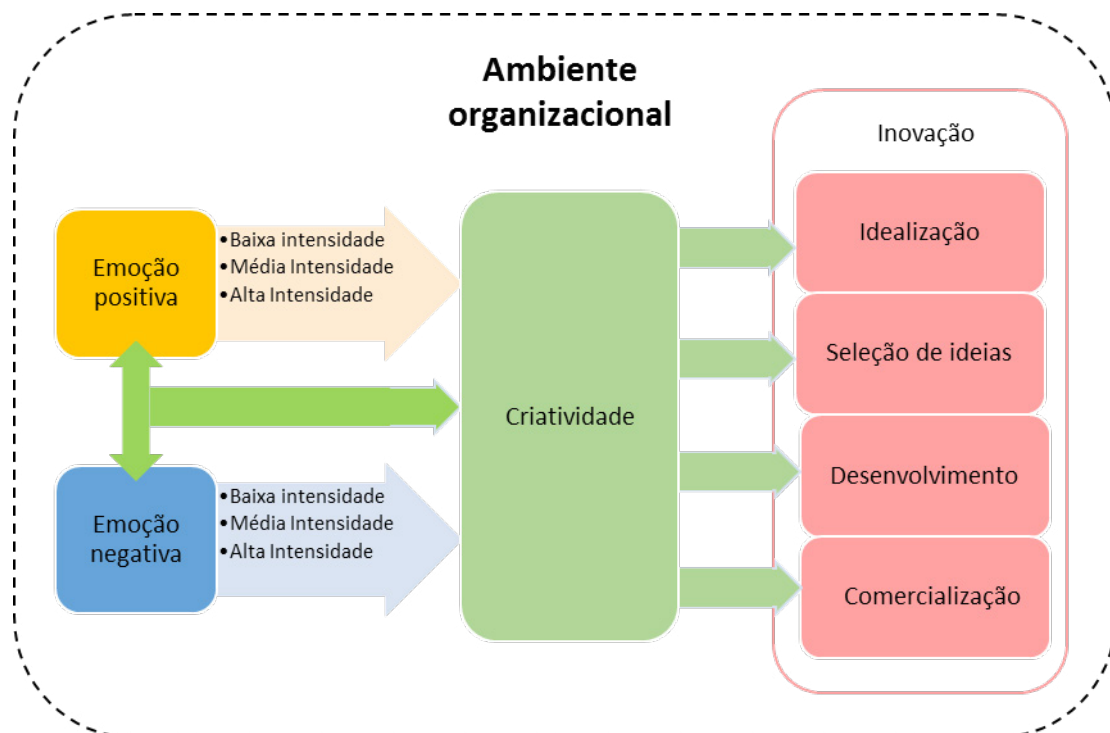 Ambiente
organizacional
Inovação
Emoção
positiva
•Baixa intensidade
•Média Intensidade
•Alta Intensidade
Emoção
negativa
•Baixa intensidade
•Média Intensidade
•Alta Intensidade
Criatividade
Idealização
Seleção de ideias
Desenvolvimento
Comercialização